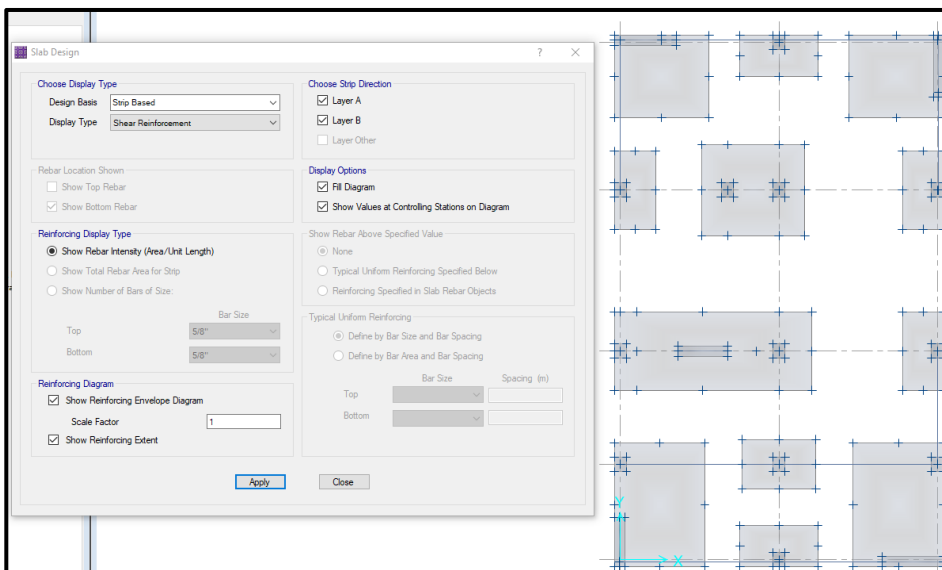 Slab Design
?
Choose Display Type
Design Basis
Strip Based
Display Type
Shear Reinforcement
Choose Strip Direction
Layer A
Layer B
Layer Other
Rebar Location Shown
Show Top Rebar
Show Bottom Rebar
Display Options
Fill Diagram
Show Values at Controlling Stations on Diagram
Reinforcing Display Type
Show Rebar Intensity (Area/Unit Length)
Show Total Rebar Area for Strip
Show Number of Bars of Size:
Bar Size
Top
5/8"
Bottom
5/8"
Show Rebar Above Specified Value
None
Typical Uniform Reinforcing Specified Below
Reinforcing Specified in Slab Rebar Objects
Typical Uniform Reinforcing
Define by Bar Size and Bar Spacing
Define by Bar Area and Bar Spacing
Bar Size
Spacing (m)
Top
Bottom
Reinforcing Diagram
Show Reinforcing Envelope Diagram
Scale Factor
1
Show Reinforcing Extent
Apply
Close
Y
X